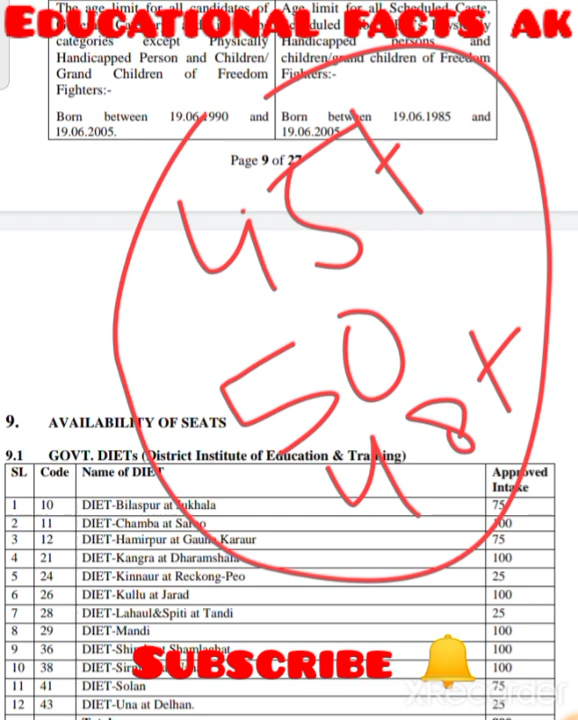 EDUCATIONAL FACTS AK
The age limit for all candidates of Age limit for all Scheduled Caste,
categories except Physically Handicapped persons and
Handicapped Person and Children/ children/grand children of Freedom
Grand Children of Freedom Fighters:-
Fighters:-
Born between 19.06.1990 and Born between 19.06.1985 and
19.06.2005. 19.06.2005.
Page 9 of 27
45+
50
48+
9. AVAILABILITY OF SEATS
9.1 GOVT. DIETs (District Institute of Education & Training)
SL Code Name of DIET Approved
Intake
1 10 DIET-Bilaspur at Jukhala 75
2 11 DIET-Chamba at Saroo 100
3 12 DIET-Hamirpur at Gauna Karaur 75
4 21 DIET-Kangra at Dharamshala 100
5 24 DIET-Kinnaur at Reckong-Peo 25
6 26 DIET-Kullu at Jarad 100
7 28 DIET-Lahaul&Spiti at Tandi 25
8 29 DIET-Mandi 100
9 36 at Shamlaghat 100
10 38 100
SUBSCRIBE
11 41 DIET-Solan 75
12 43 DIET-Una at Delhan. 25
XRecorder